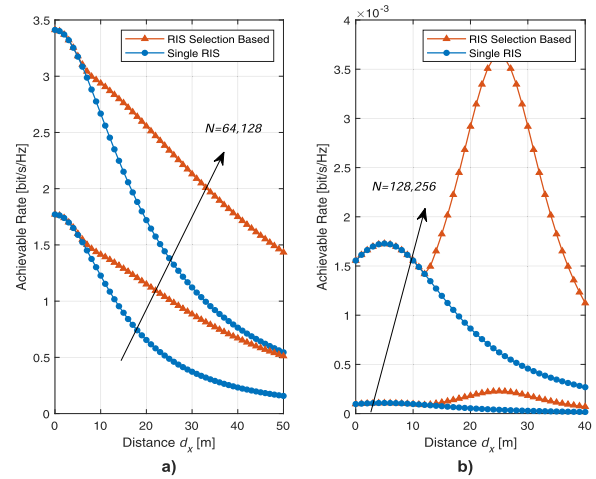 RIS Selection Based
Single RIS
N=64,128
Achievable Rate [bit/s/Hz]
0
0.5
1
1.5
2
2.5
3
3.5
0 10 20 30 40 50
Distance dx [m]
a)
×10-3
RIS Selection Based
Single RIS
N=128,256
Achievable Rate [bit/s/Hz]
0
0.5
1
1.5
2
2.5
3
3.5
4
0 10 20 30 40
Distance dx [m]
b)